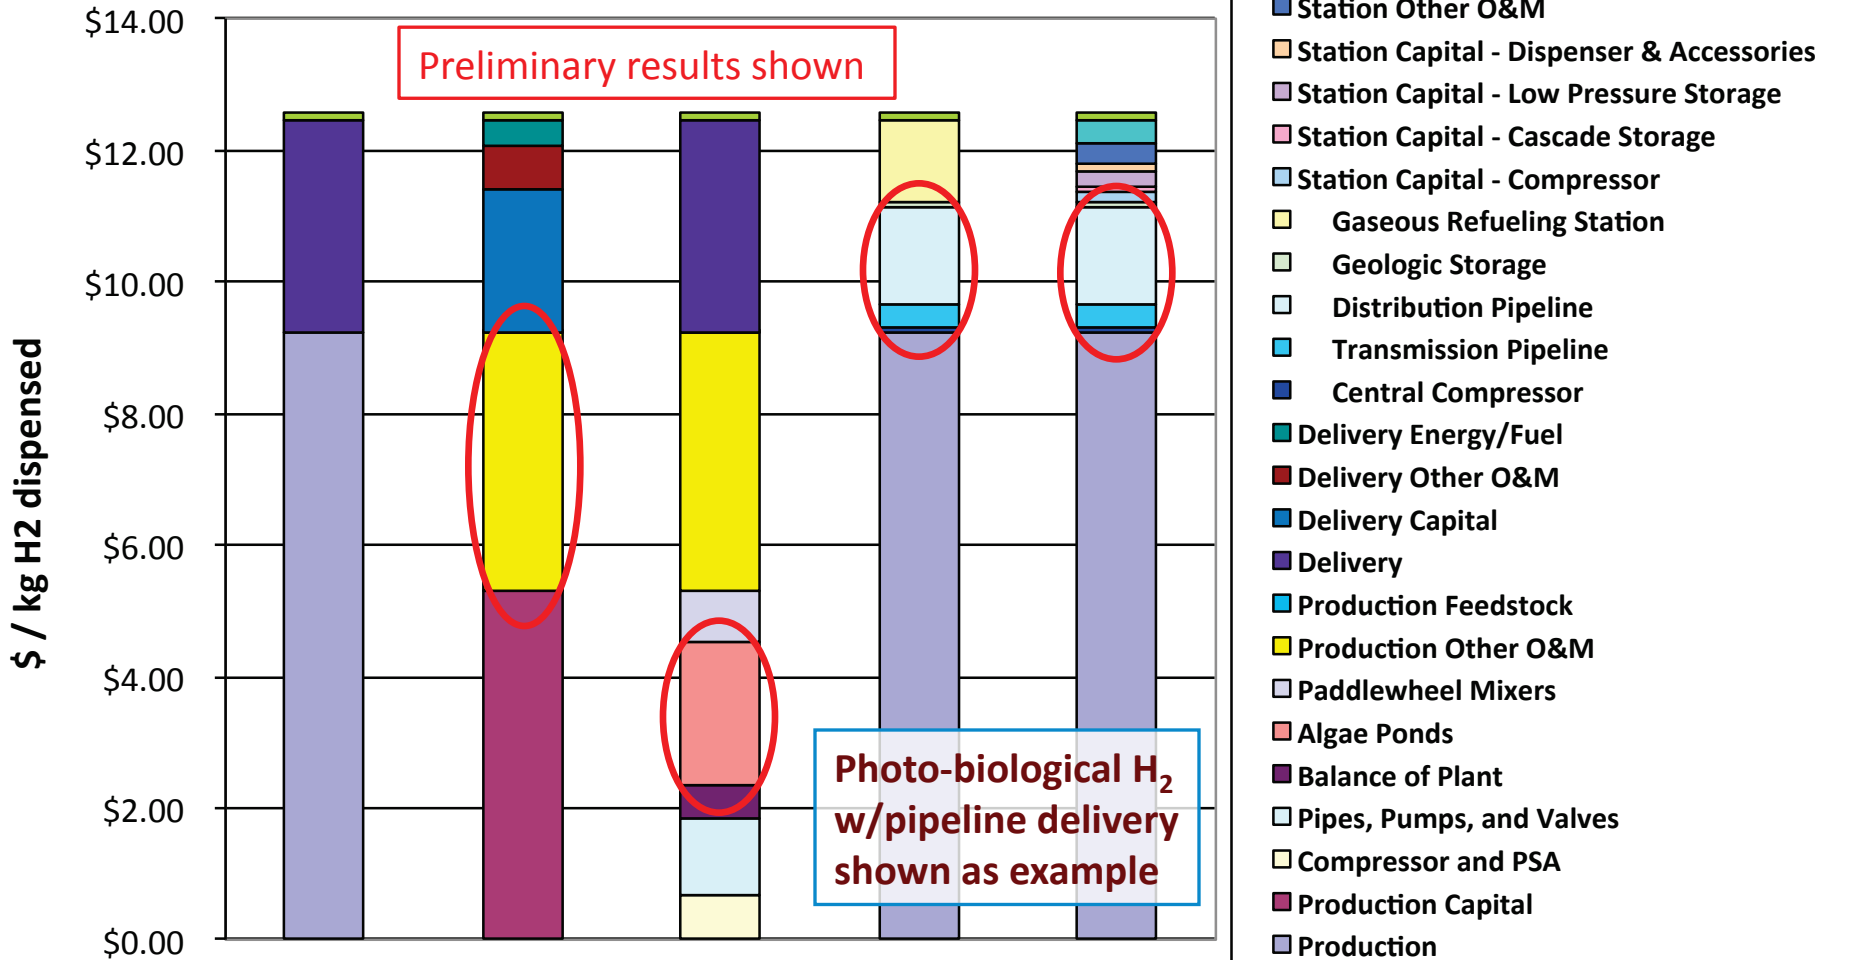 $14.00
$12.00
$10.00
$8.00
$6.00
$4.00
$2.00
$0.00
$ / kg H2 dispensed
Preliminary results shown
Photo-biological H2
w/pipeline delivery
shown as example
Station Other O&M
Station Capital - Dispenser & Accessories
Station Capital - Low Pressure Storage
Station Capital - Cascade Storage
Station Capital - Compressor
Gaseous Refueling Station
Geologic Storage
Distribution Pipeline
Transmission Pipeline
Central Compressor
Delivery Energy/Fuel
Delivery Other O&M
Delivery Capital
Delivery
Production Feedstock
Production Other O&M
Paddlewheel Mixers
Algae Ponds
Balance of Plant
Pipes, Pumps, and Valves
Compressor and PSA
Production Capital
Production